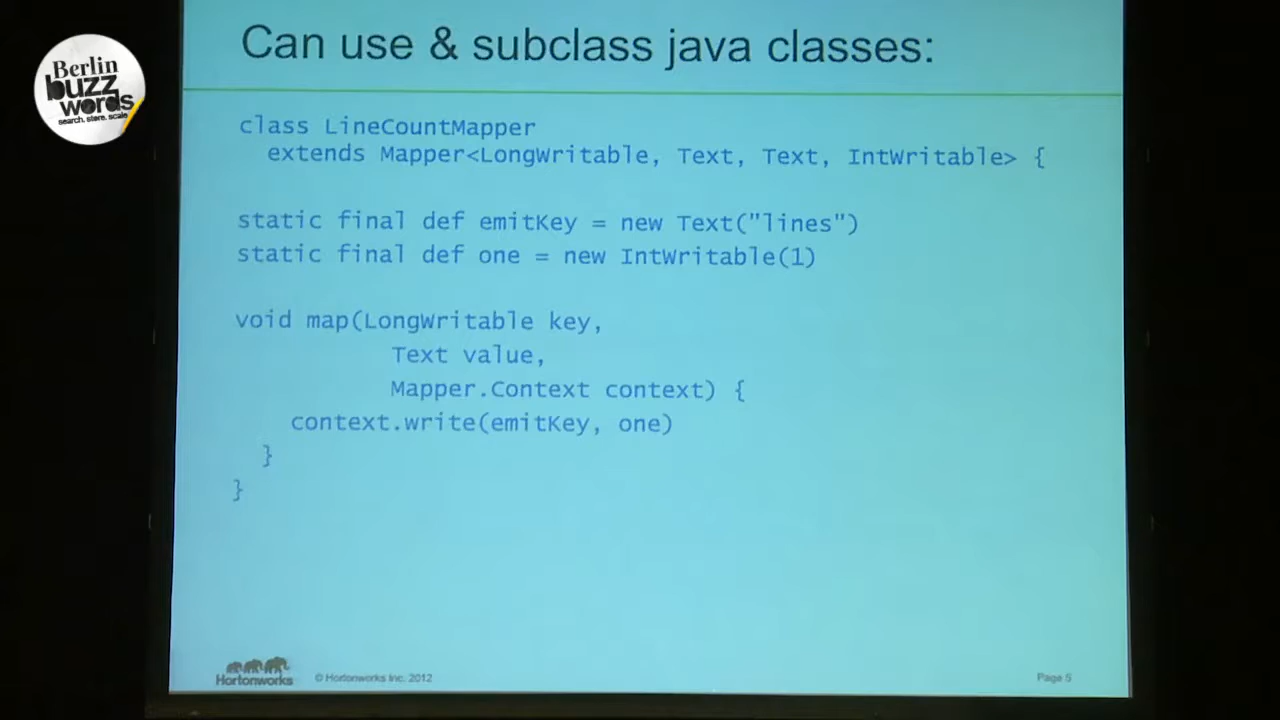 Can use & subclass java classes:
Berlin
buzz
words
search. store. scale
class LineCountMapper
extends Mapper<LongWritable, Text, Text, IntWritable> {
static final def emitKey = new Text("lines")
static final def one = new IntWritable(1)
void map(LongWritable key,
Text value,
Mapper.Context context) {
context.write(emitKey, one)
}
}
Hortonworks
© Hortonworks Inc. 2012
Page 5